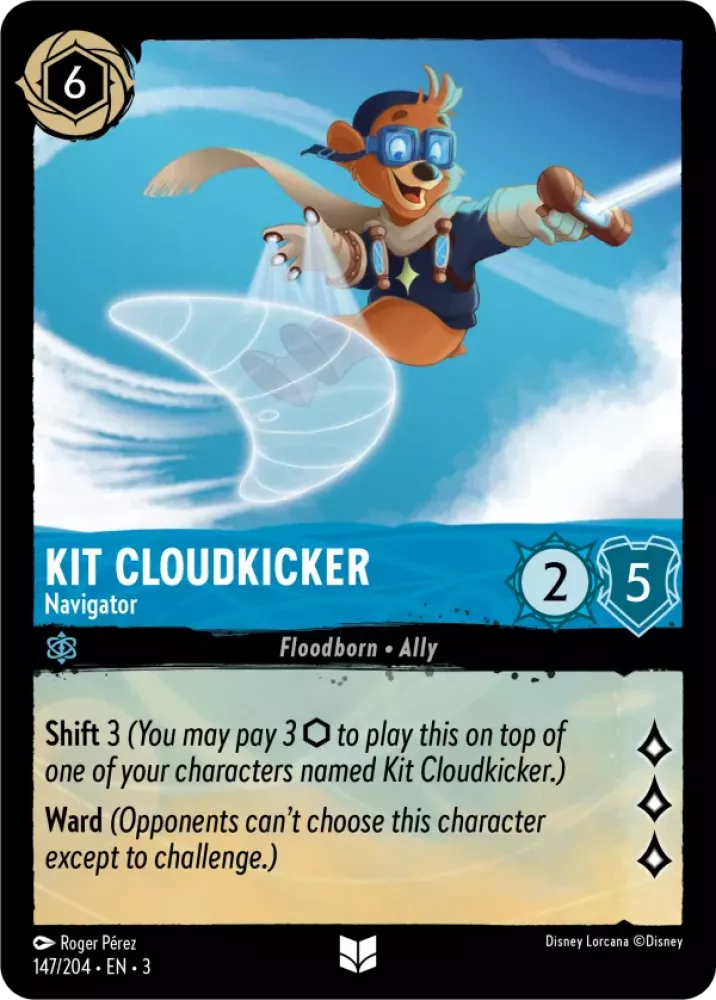 6
KIT CLOUDKICKER
Navigator
2
5
Floodborn • Ally
Shift 3 (You may pay 3 ⬡ to play this on top of
one of your characters named Kit Cloudkicker.)
Ward (Opponents can’t choose this character
except to challenge.)
Roger Pérez
147/204 • EN • 3
Disney Lorcana ©Disney